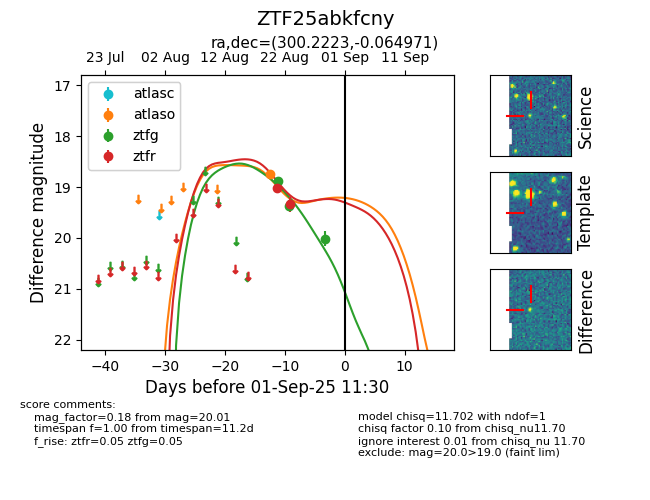 ZTF25abkfcny
ra,dec=(300.2223,-0.064971)
23 Jul 02 Aug 12 Aug 22 Aug 01 Sep 11 Sep
17
18
19
20
21
22
Difference magnitude
atlasc
atlaso
ztfg
ztfr
−40 −30 −20 −10 0 10
Days before 01-Sep-25 11:30
Science
Template
Difference
score comments:
mag_factor=0.18 from mag=20.01
timespan f=1.00 from timespan=11.2d
f_rise: ztfr=0.05 ztfg=0.05
model chisq=11.702 with ndof=1
chisq factor 0.10 from chisq_nu11.70
ignore interest 0.01 from chisq_nu 11.70
exclude: mag=20.0>19.0 (faint lim)